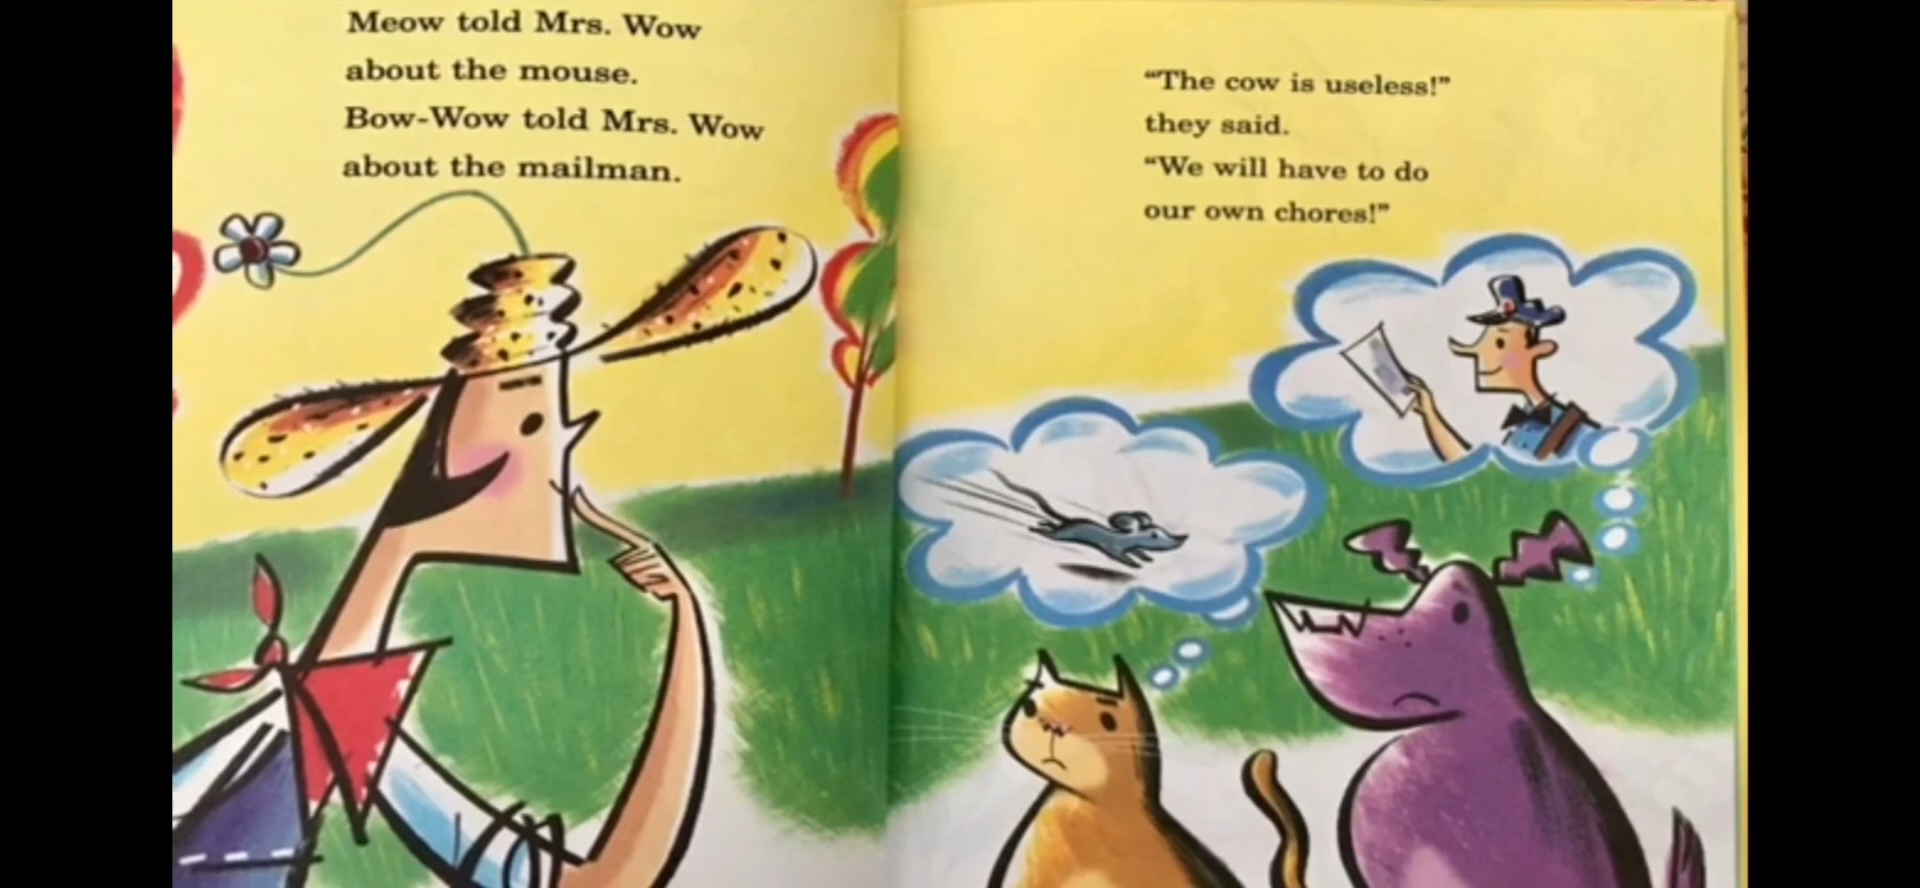 Meow told Mrs. Wow
about the mouse.
Bow-Wow told Mrs. Wow
about the mailman.
“The cow is useless!”
they said.
“We will have to do
our own chores!”